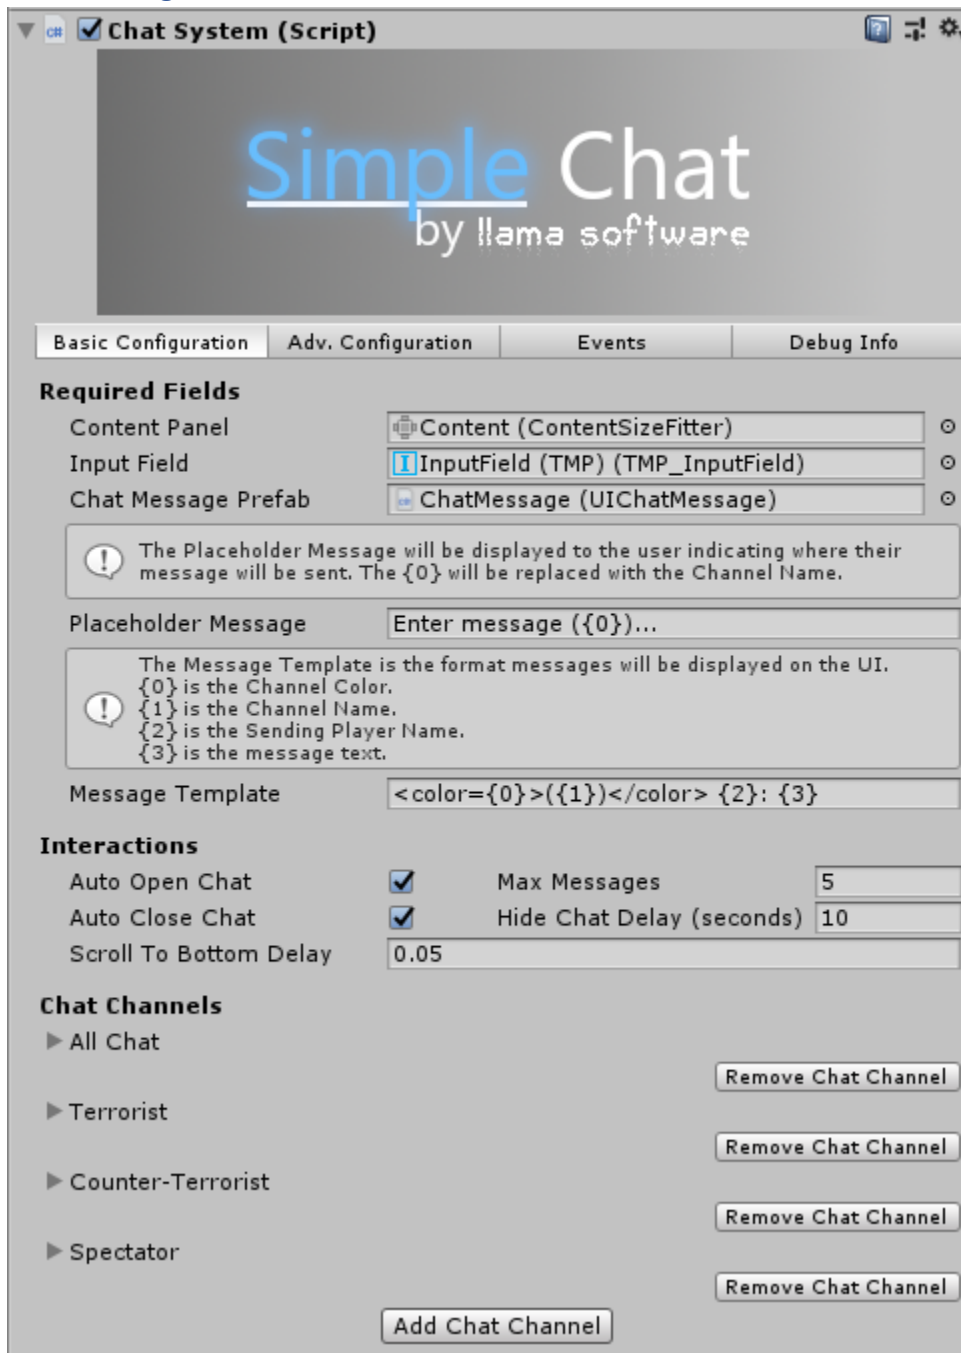 Chat System (Script)
Simple Chat
by llama software
Basic Configuration Adv. Configuration Events Debug Info
Required Fields
Content Panel Content (ContentSizeFitter)
Input Field InputField (TMP) (TMP_InputField)
Chat Message Prefab ChatMessage (UIChatMessage)
The Placeholder Message will be displayed to the user indicating where their
message will be sent. The {0} will be replaced with the Channel Name.
Placeholder Message Enter message ({0})...
The Message Template is the format messages will be displayed on the UI.
{0} is the Channel Color.
{1} is the Channel Name.
{2} is the Sending Player Name.
{3} is the message text.
Message Template <color={0}>({1})</color> {2}: {3}
Interactions
Auto Open Chat Max Messages 5
Auto Close Chat Hide Chat Delay (seconds) 10
Scroll To Bottom Delay 0.05
Chat Channels
All Chat
Remove Chat Channel
Terrorist
Remove Chat Channel
Counter-Terrorist
Remove Chat Channel
Spectator
Remove Chat Channel
Add Chat Channel